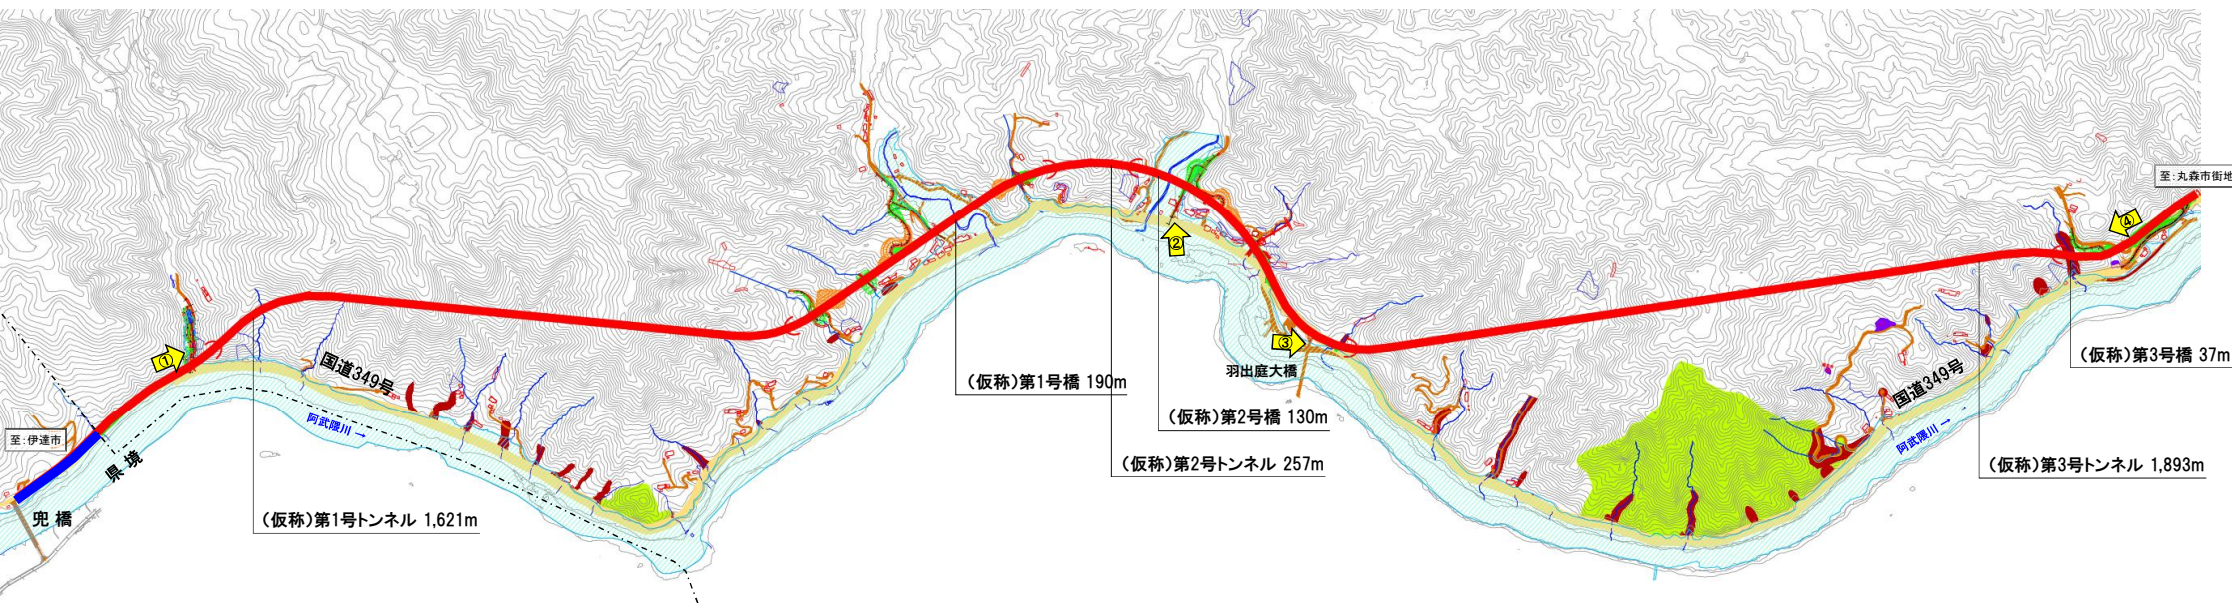 至:丸森市街地
④
②
①
国道349号
③
羽出庭大橋
(仮称)第3号橋 37m
(仮称)第1号橋 190m
国道349号
阿武隈川 →
(仮称)第2号橋 130m
阿武隈川 →
至:伊達市
県境
(仮称)第2号トンネル 257m
(仮称)第3号トンネル 1,893m
兜橋
(仮称)第1号トンネル 1,621m